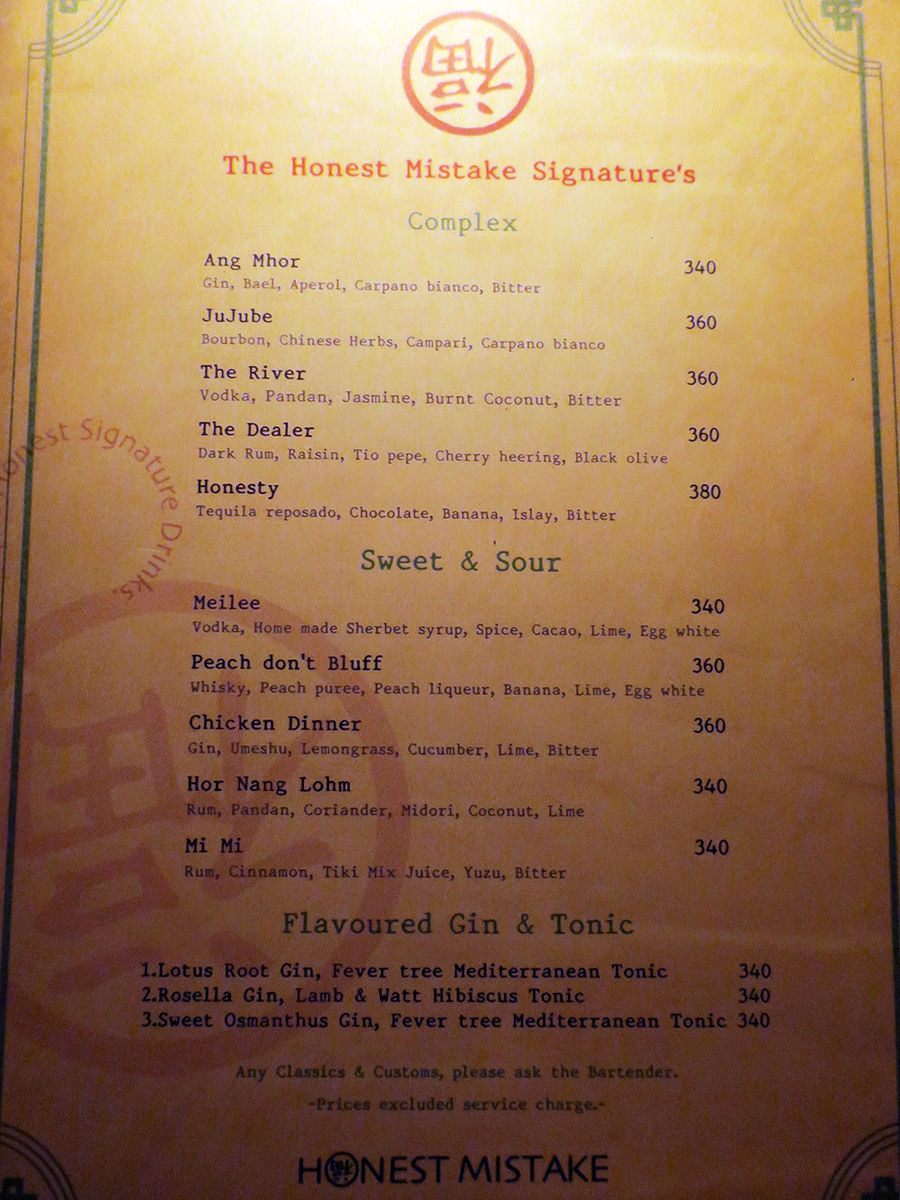 福
The Honest Mistake Signature's
Complex
Ang Mhor 340
Gin, Bael, Aperol, Carpano bianco, Bitter
JuJube 360
Bourbon, Chinese Herbs, Campari, Carpano bianco
The River 360
Vodka, Pandan, Jasmine, Burnt Coconut, Bitter
The Dealer 360
Dark Rum, Raisin, Tio pepe, Cherry heering, Black olive
Honesty 380
Tequila reposado, Chocolate, Banana, Islay, Bitter
Honest Signature Drinks.
Sweet & Sour
Meilee 340
Vodka, Home made Sherbet syrup, Spice, Cacao, Lime, Egg white
Peach don't Bluff 360
Whisky, Peach puree, Peach liqueur, Banana, Lime, Egg white
Chicken Dinner 360
Gin, Umeshu, Lemongrass, Cucumber, Lime, Bitter
Hor Nang Lohm 340
Rum, Pandan, Coriander, Midori, Coconut, Lime
Mi Mi 340
Rum, Cinnamon, Tiki Mix Juice, Yuzu, Bitter
Flavoured Gin & Tonic
1.Lotus Root Gin, Fever tree Mediterranean Tonic 340
2.Rosella Gin, Lamb & Watt Hibiscus Tonic 340
3.Sweet Osmanthus Gin, Fever tree Mediterranean Tonic 340
Any Classics & Customs, please ask the Bartender.
-Prices excluded service charge.-
HONEST MISTAKE